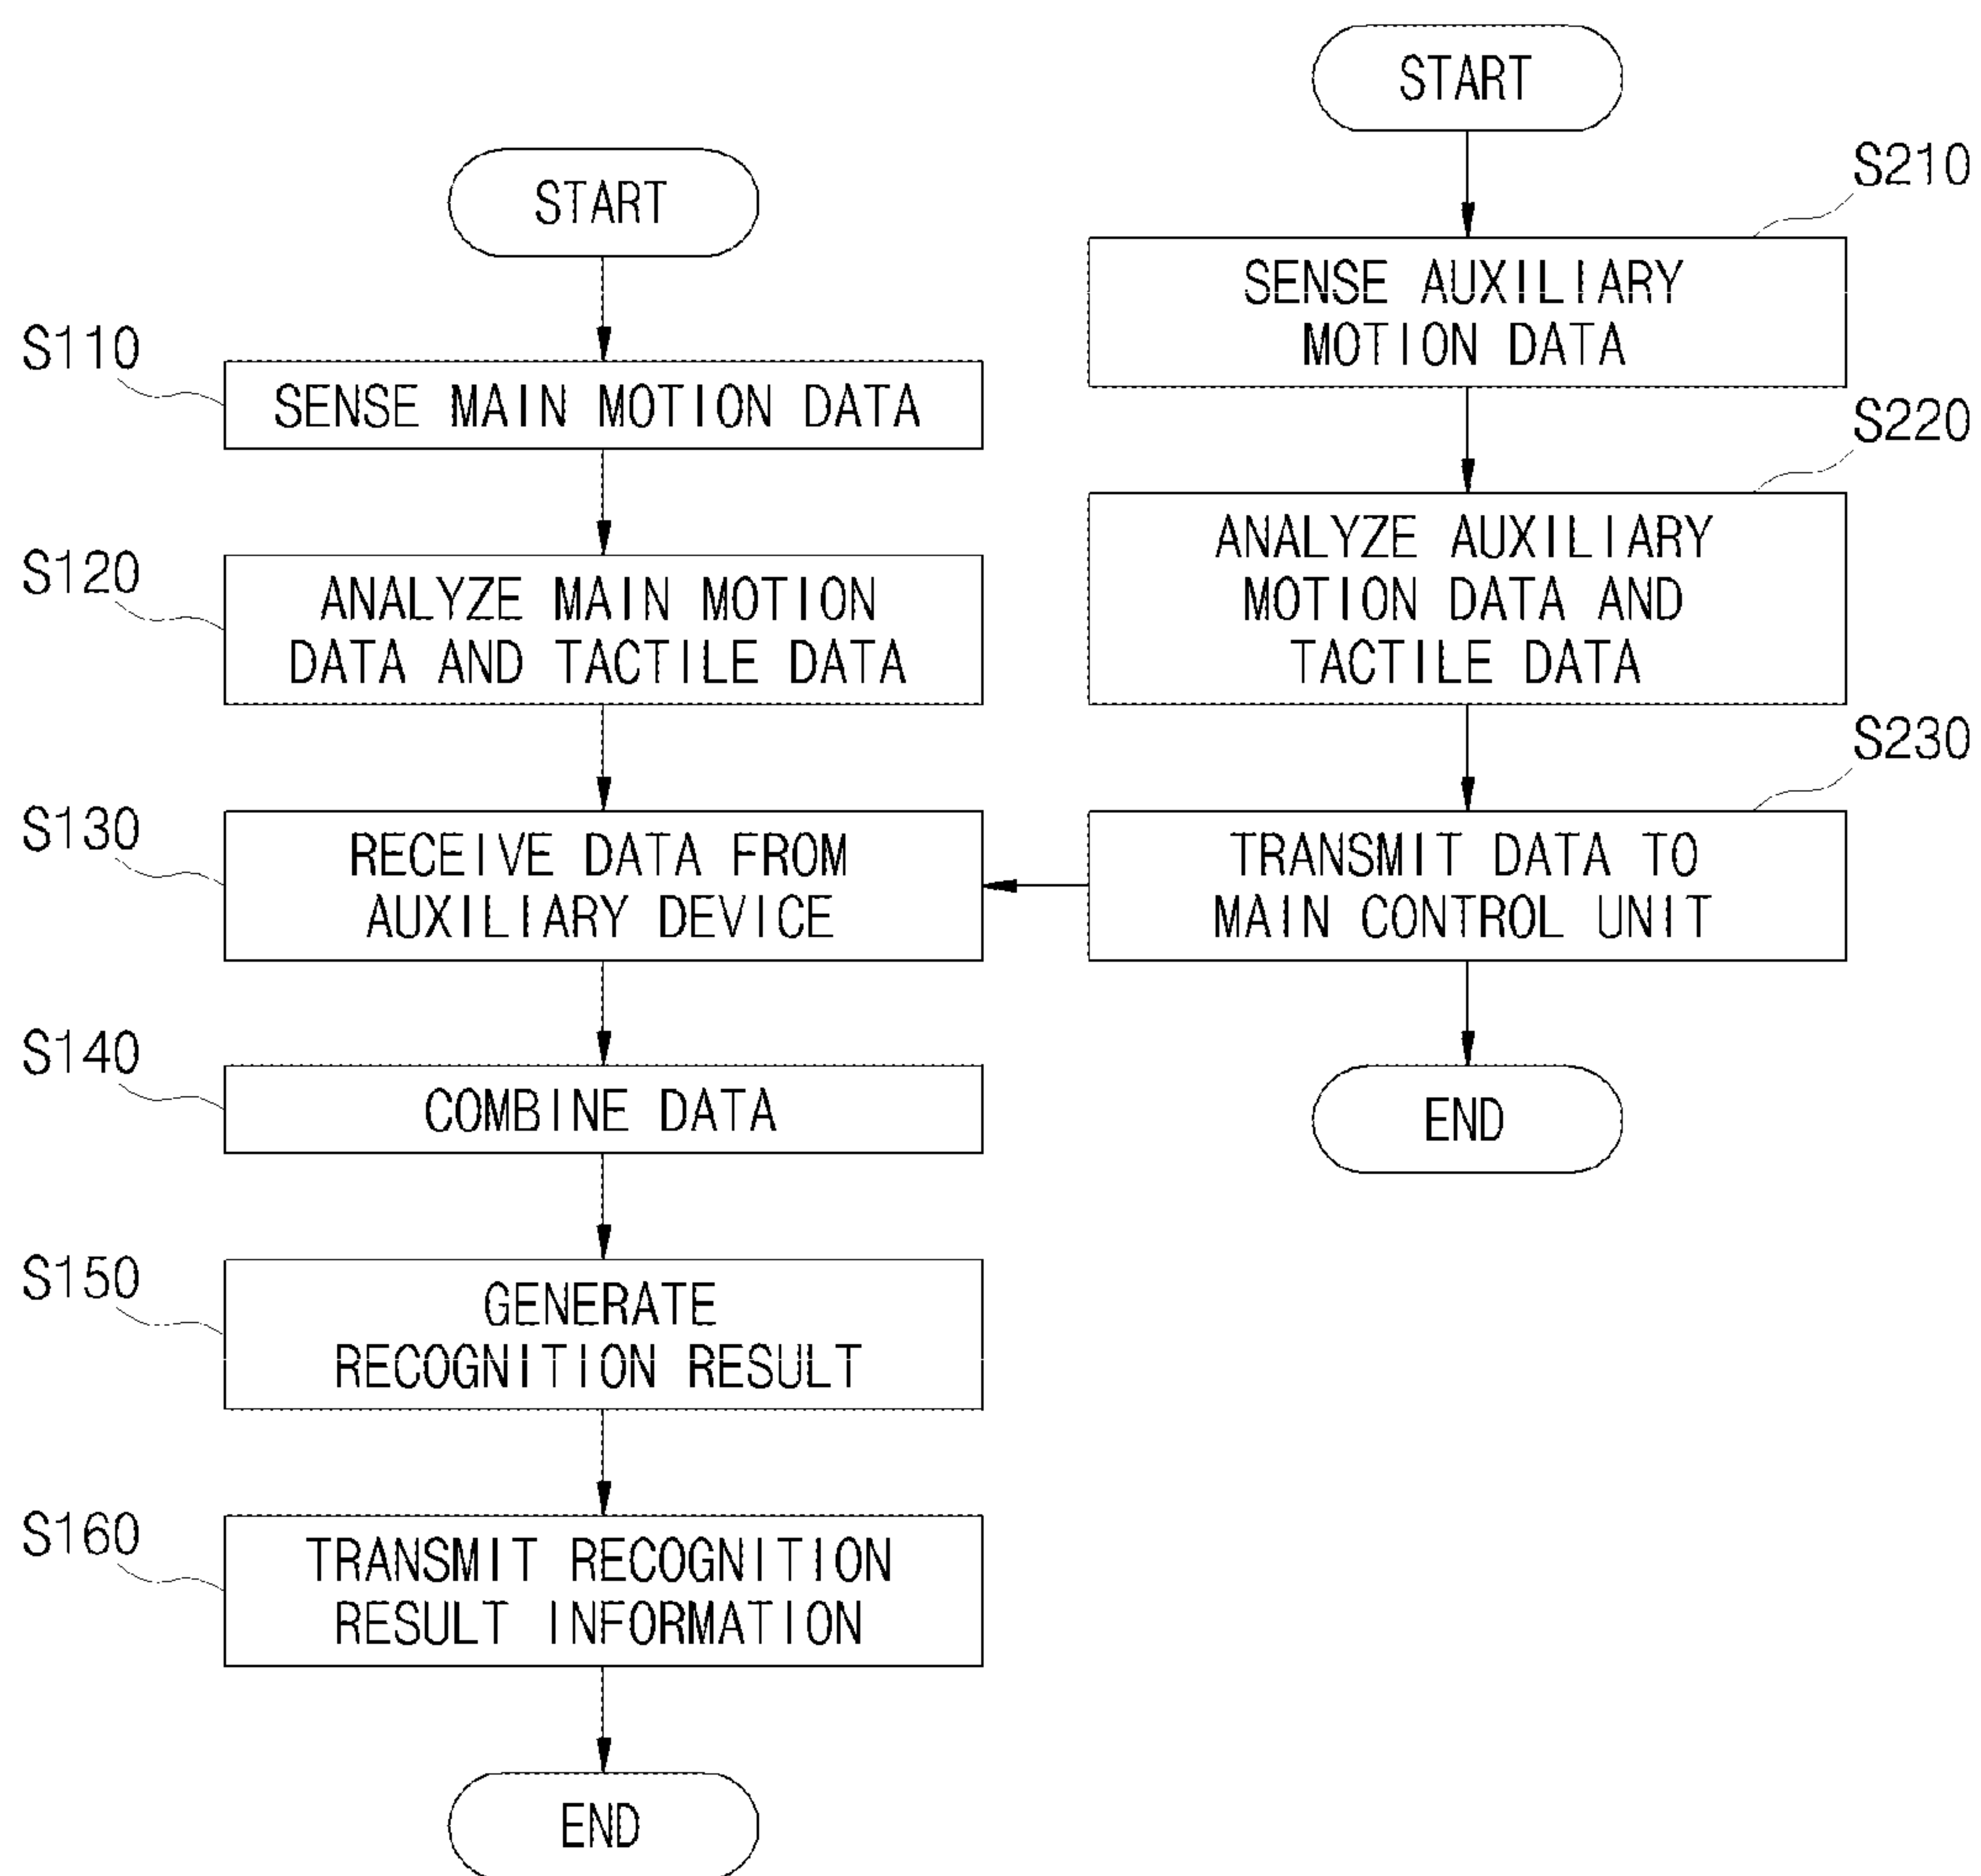 START
S110
SENSE MAIN MOTION DATA
S120
ANALYZE MAIN MOTION
DATA AND TACTILE DATA
S130
RECEIVE DATA FROM
AUXILIARY DEVICE
S140
COMBINE DATA
S150
GENERATE
RECOGNITION RESULT
S160
TRANSMIT RECOGNITION
RESULT INFORMATION
END
START
S210
SENSE AUXILIARY
MOTION DATA
S220
ANALYZE AUXILIARY
MOTION DATA AND
TACTILE DATA
S230
TRANSMIT DATA TO
MAIN CONTROL UNIT
END